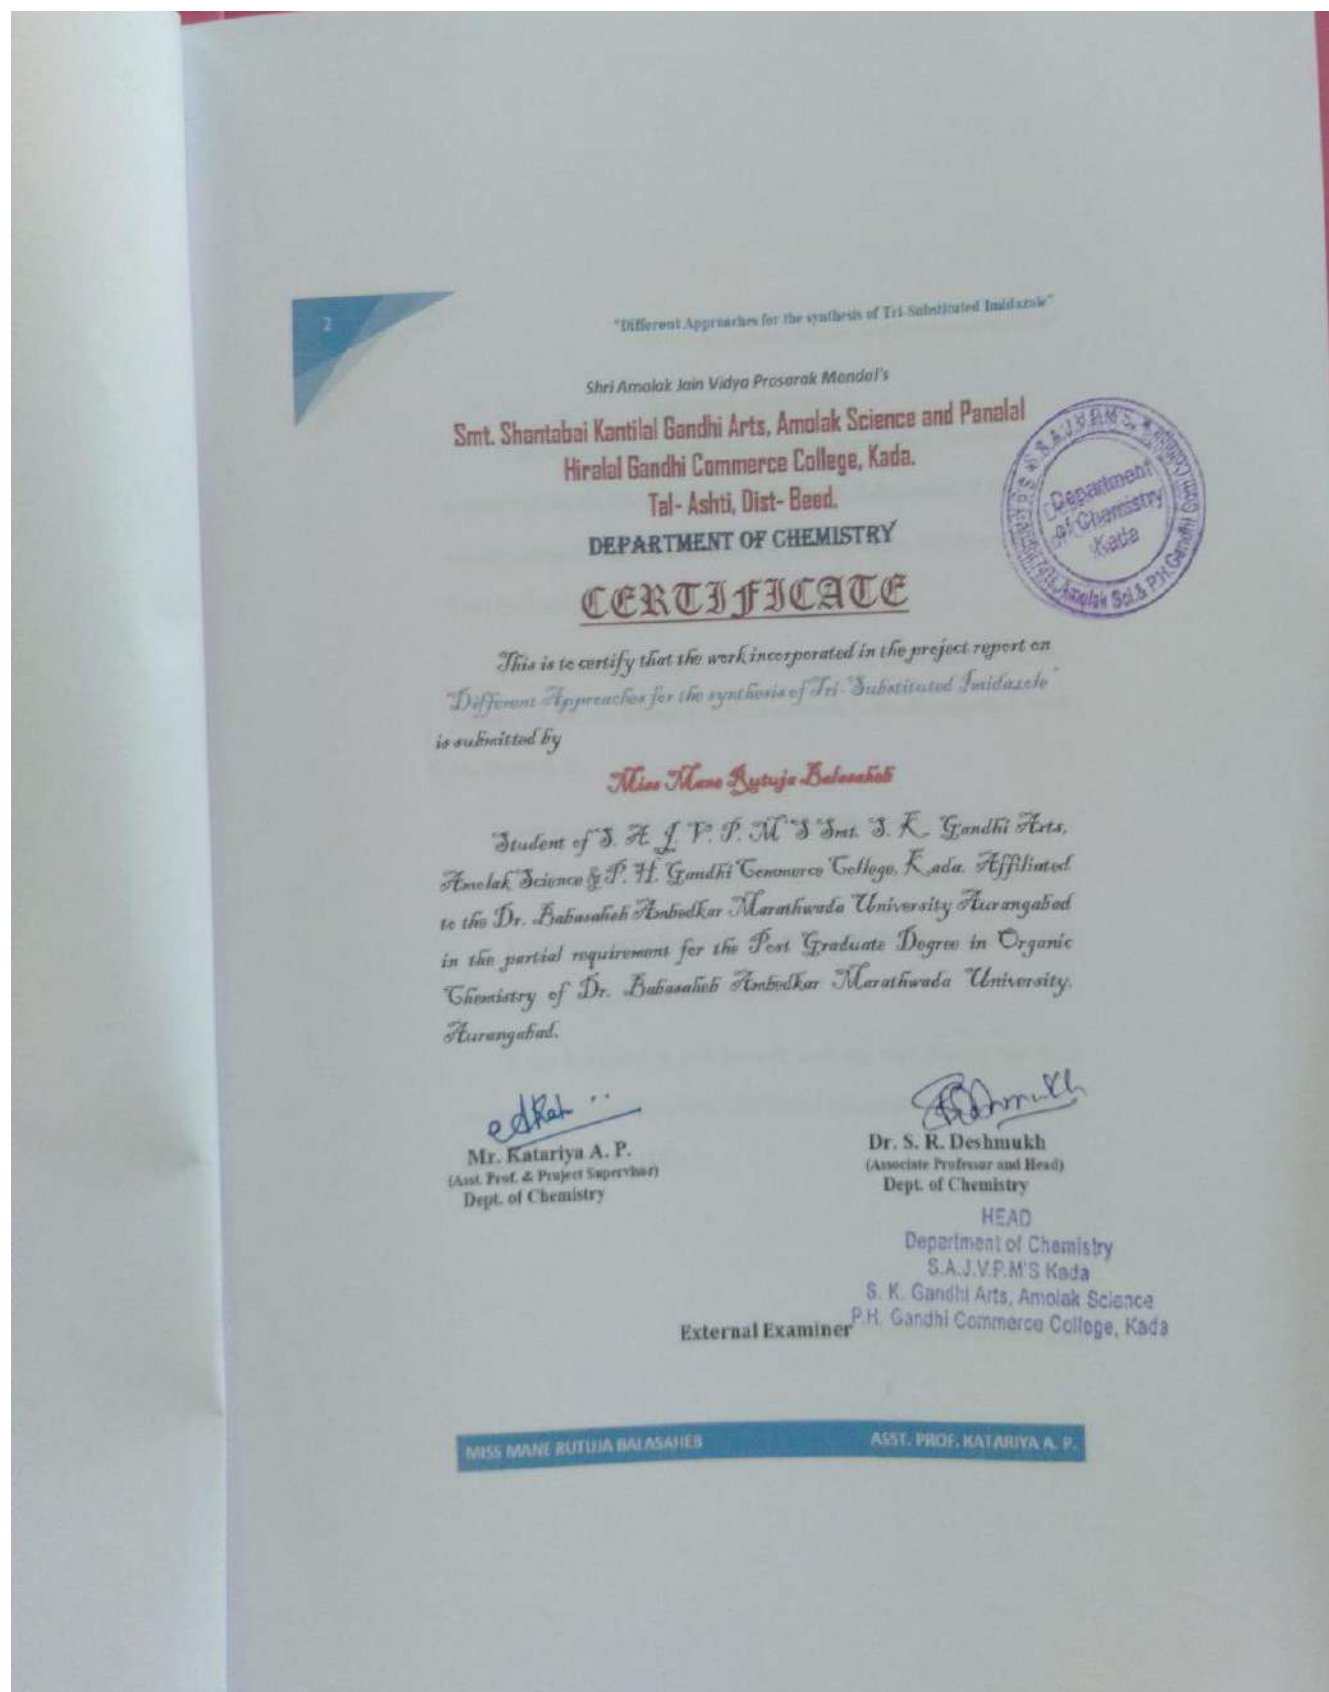 2
"Different Approaches for the synthesis of Tri-Substituted Imidazole"
Shri Amolak Jain Vidya Prasarak Mandal's
Smt. Shantabai Kantilal Gandhi Arts, Amolak Science and Panalal
Hiralal Gandhi Commerce College, Kada.
Tal- Ashti, Dist- Beed.
DEPARTMENT OF CHEMISTRY
Department
of Chemistry
Kada
CERTIFICATE
This is to certify that the work incorporated in the project report on
"Different Approaches for the synthesis of Tri-Substituted Imidazole"
is submitted by
Miss Mane Rutuja Balasaheb
Student of S. A. J. V. P. M'S Smt. S. K. Gandhi Arts,
Amolak Science & P. H. Gandhi Commerce College, Kada. Affiliated
to the Dr. Babasaheb Ambedkar Marathwada University Aurangabad
in the partial requirement for the Post Graduate Degree in Organic
Chemistry of Dr. Babasaheb Ambedkar Marathwada University,
Aurangabad.
Mr. Katariya A. P.
(Asst. Prof. & Project Supervisor)
Dept. of Chemistry
Dr. S. R. Deshmukh
(Associate Professor and Head)
Dept. of Chemistry
HEAD
Department of Chemistry
S.A.J.V.P.M'S Kada
S. K. Gandhi Arts, Amolak Science
P.H. Gandhi Commerce College, Kada
External Examiner
MISS MANE RUTUJA BALASAHEB
ASST. PROF. KATARIYA A. P.